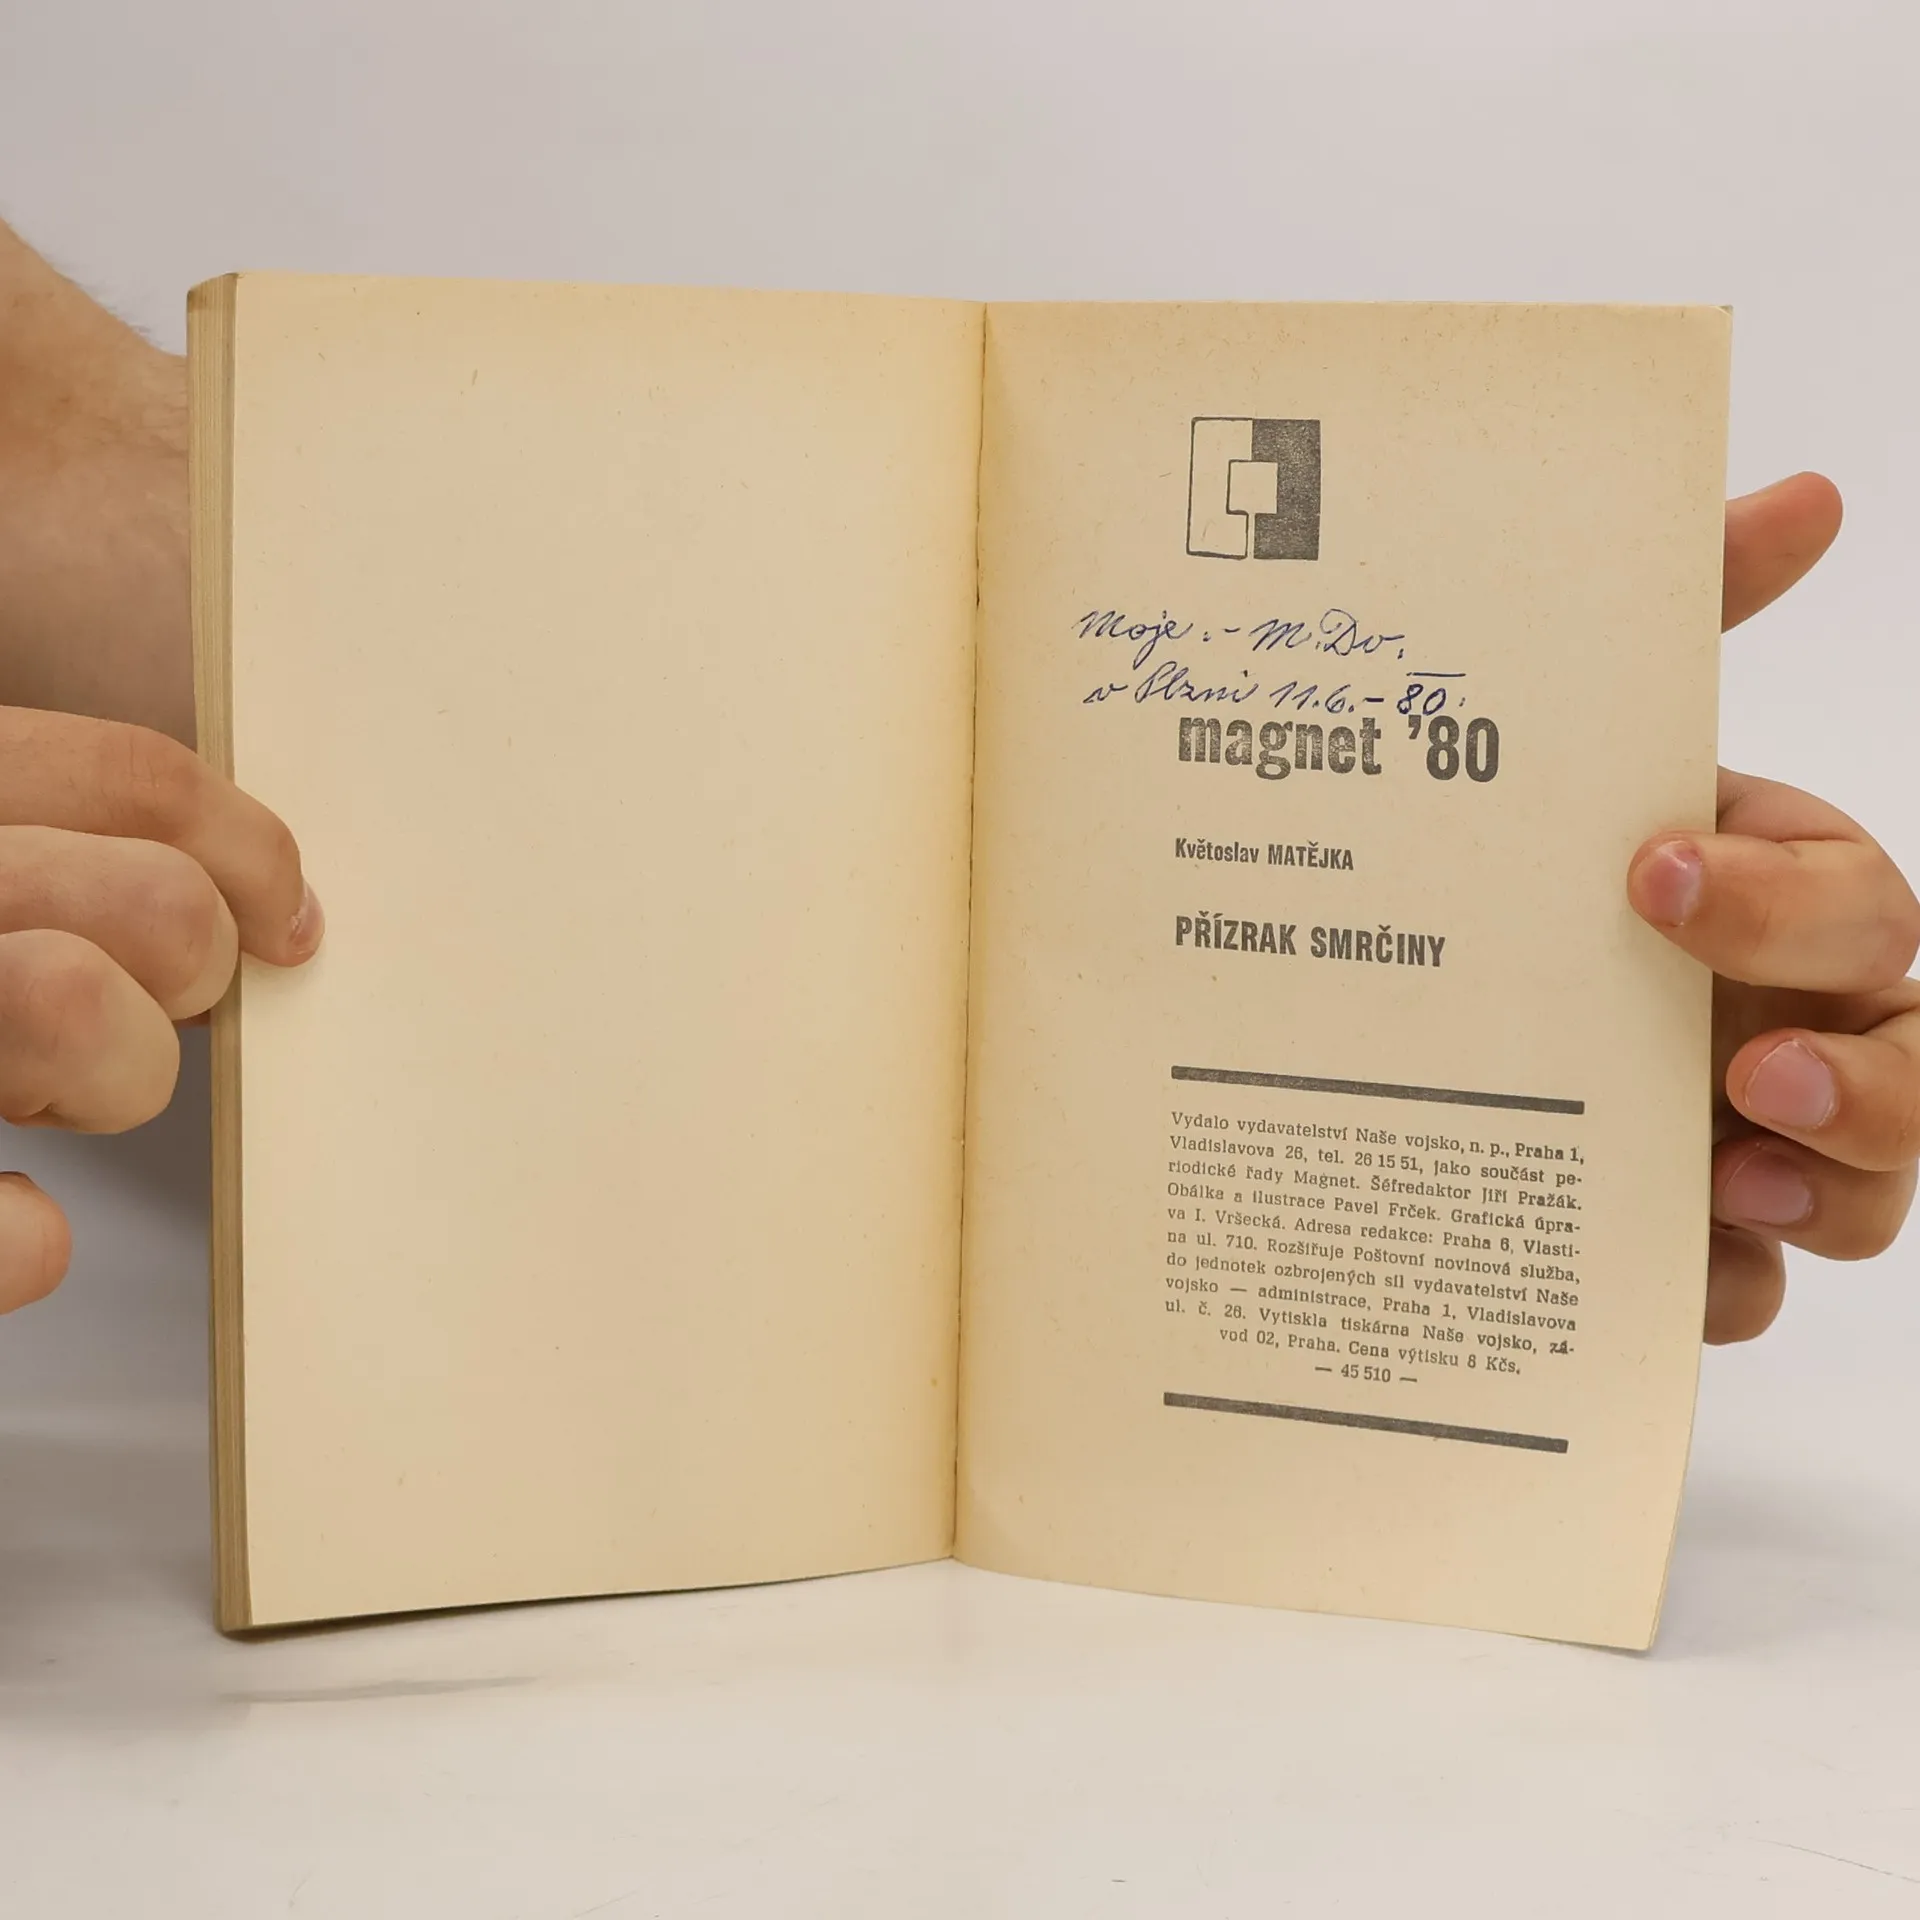 Moje.- M.Dv.
v Plzni 11.6.-80.
magnet '80
Květoslav MATĚJKA
PŘÍZRAK SMRČINY
Vydalo vydavatelství Naše vojsko, n. p., Praha 1,
Vladislavova 26, tel. 26 15 51, jako součást pe-
riodické řady Magnet. Šéfredaktor Jiří Pražák.
Obálka a ilustrace Pavel Frček. Grafická úpra-
va I. Vršecká. Adresa redakce: Praha 6, Vlasti-
na ul. 710. Rozšiřuje Poštovní novinová služba,
do jednotek ozbrojených sil vydavatelství Naše
vojsko — administrace, Praha 1, Vladislavova
ul. č. 26. Vytiskla tiskárna Naše vojsko, zá-
vod 02, Praha. Cena výtisku 8 Kčs.
— 45 510 —